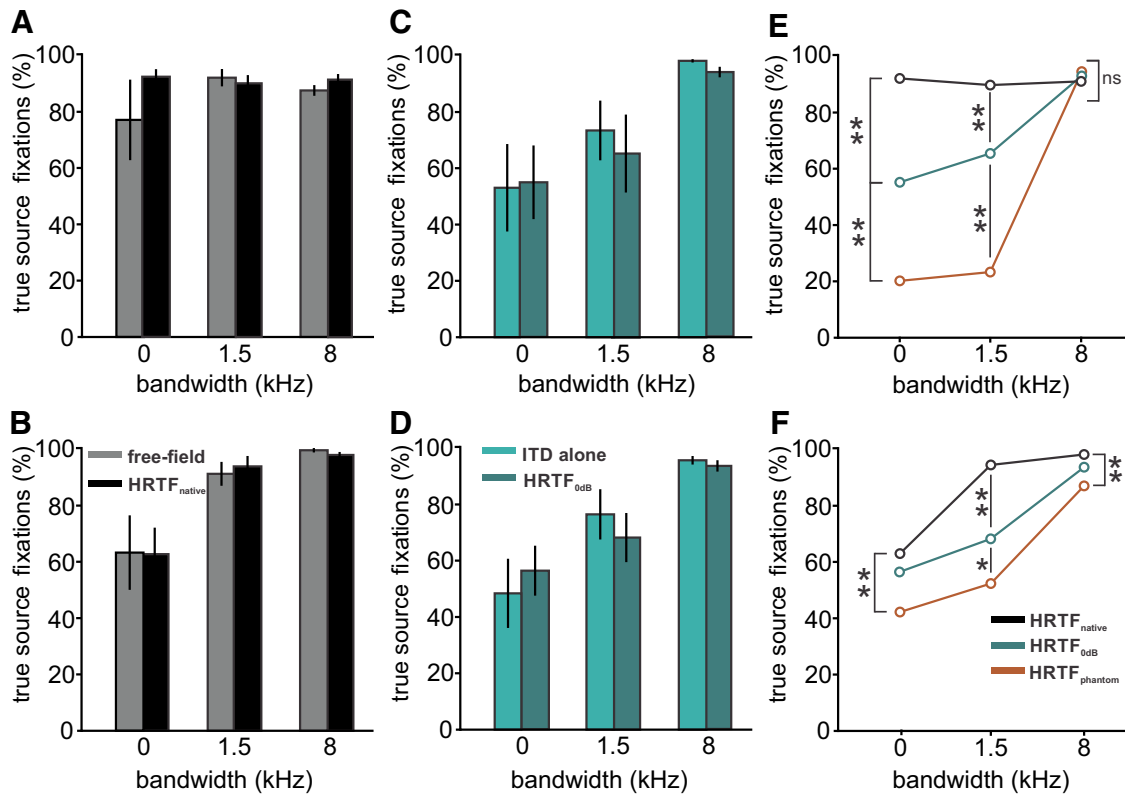 A
true source fixations (%)
100
80
60
40
20
0
0 1.5 8
bandwidth (kHz)
C
true source fixations (%)
100
80
60
40
20
0
0 1.5 8
bandwidth (kHz)
E
true source fixations (%)
100
80
60
40
20
0
**
**
**
**
ns
0 1.5 8
bandwidth (kHz)
B
true source fixations (%)
100
80
60
40
20
0
free-field
HRTFnative
0 1.5 8
bandwidth (kHz)
D
true source fixations (%)
100
80
60
40
20
0
ITD alone
HRTF0dB
0 1.5 8
bandwidth (kHz)
F
true source fixations (%)
100
80
60
40
20
0
**
**
*
**
HRTFnative
HRTF0dB
HRTFphantom
0 1.5 8
bandwidth (kHz)